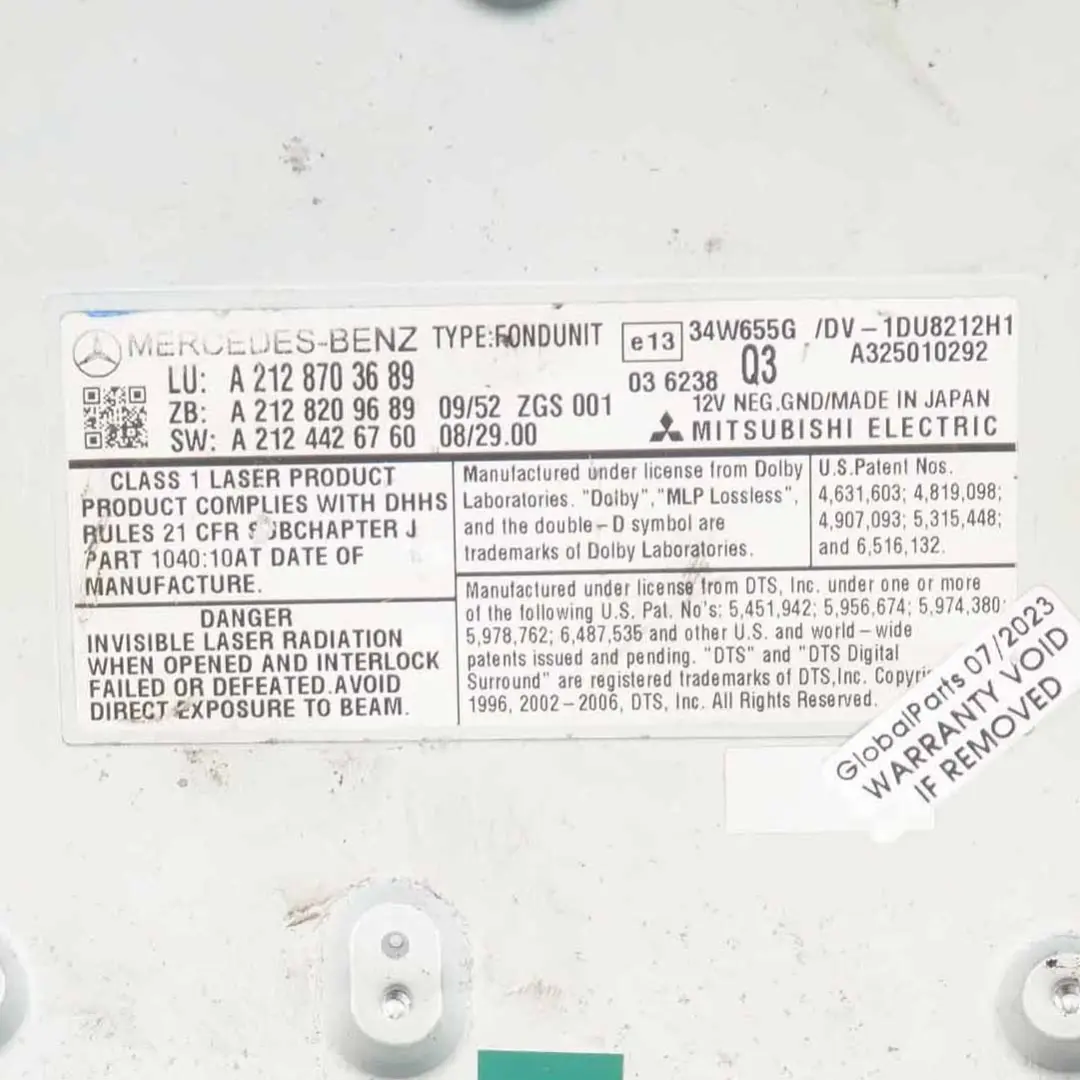 MERCEDES-BENZ TYPE:FONDUNIT
LU: A 212 870 36 89
ZB: A 212 820 96 89 09/52 ZGS 001
SW: A 212 442 67 60 08/29.00
e13 34W655G /DV-1DU8212H1
03 6238 Q3 A325010292
12V NEG.GND/MADE IN JAPAN
MITSUBISHI ELECTRIC
CLASS 1 LASER PRODUCT
PRODUCT COMPLIES WITH DHHS
RULES 21 CFR SUBCHAPTER J
PART 1040:10AT DATE OF
MANUFACTURE.
DANGER
INVISIBLE LASER RADIATION
WHEN OPENED AND INTERLOCK
FAILED OR DEFEATED.AVOID
DIRECT EXPOSURE TO BEAM.
Manufactured under license from Dolby
Laboratories. "Dolby", "MLP Lossless",
and the double-D symbol are
trademarks of Dolby Laboratories.
U.S.Patent Nos.
4,631,603; 4,819,098;
4,907,093; 5,315,448;
and 6,516,132.
Manufactured under license from DTS, Inc. under one or more
of the following U.S. Pat. No's: 5,451,942; 5,956,674; 5,974,380;
5,978,762; 6,487,535 and other U.S. and world-wide
patents issued and pending. "DTS" and "DTS Digital
Surround" are registered trademarks of DTS,Inc.
1996, 2002-2006, DTS, Inc. All Rights Reserved.
GlobalParts 07/2023
WARRANTY VOID
IF REMOVED